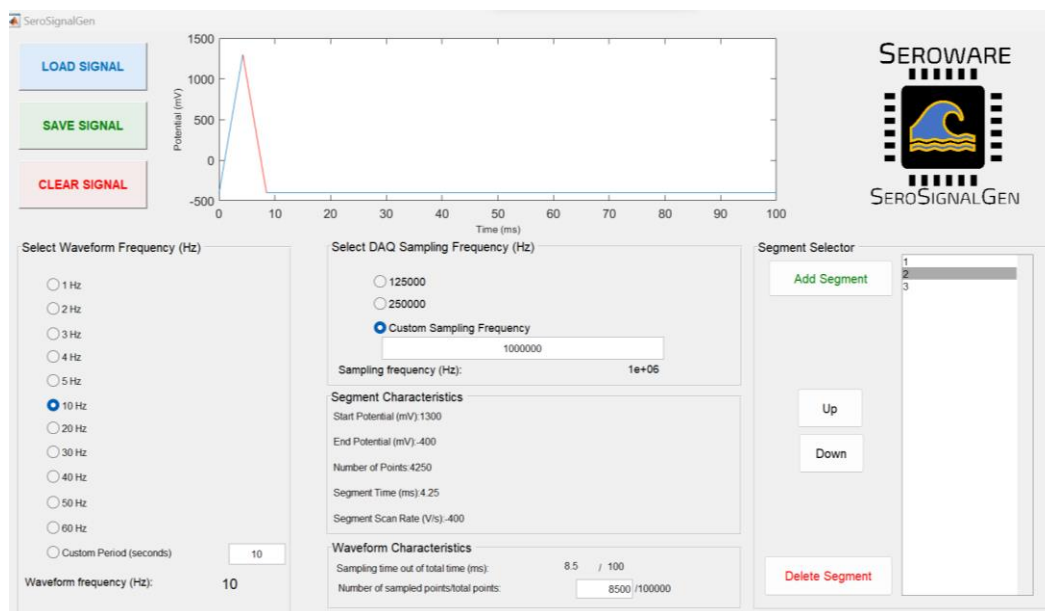 SeroSignalGen
LOAD SIGNAL
SAVE SIGNAL
CLEAR SIGNAL
1500
1000
500
0
-500
Potential (mV)
0 10 20 30 40 50 60 70 80 90 100
Time (ms)
SEROWARE
SEROSIGNALGEN
Select Waveform Frequency (Hz)
1 Hz
2 Hz
3 Hz
4 Hz
5 Hz
10 Hz
20 Hz
30 Hz
40 Hz
50 Hz
60 Hz
Custom Period (seconds) 10
Waveform frequency (Hz): 10
Select DAQ Sampling Frequency (Hz)
125000
250000
Custom Sampling Frequency
1000000
Sampling frequency (Hz): 1e+06
Segment Characteristics
Start Potential (mV):1300
End Potential (mV):-400
Number of Points:4250
Segment Time (ms):4.25
Segment Scan Rate (V/s):-400
Waveform Characteristics
Sampling time out of total time (ms): 8.5 / 100
Number of sampled points/total points: 8500 /100000
Segment Selector
Add Segment
Up
Down
Delete Segment
1
2
3